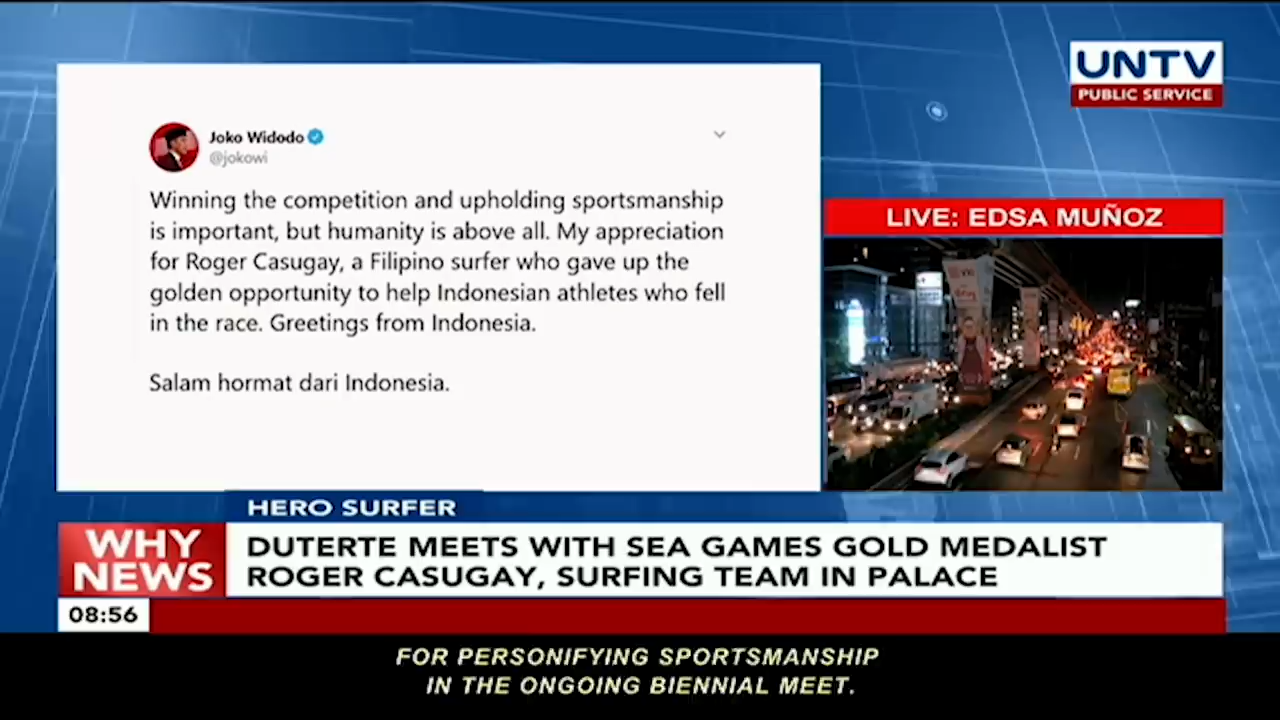 UNTV
PUBLIC SERVICE
Joko Widodo
@jokowi
Winning the competition and upholding sportsmanship
is important, but humanity is above all. My appreciation
for Roger Casugay, a Filipino surfer who gave up the
golden opportunity to help Indonesian athletes who fell
in the race. Greetings from Indonesia.
Salam hormat dari Indonesia.
LIVE: EDSA MUÑOZ
HERO SURFER
WHY
NEWS
DUTERTE MEETS WITH SEA GAMES GOLD MEDALIST
ROGER CASUGAY, SURFING TEAM IN PALACE
08:56
FOR PERSONIFYING SPORTSMANSHIP
IN THE ONGOING BIENNIAL MEET.